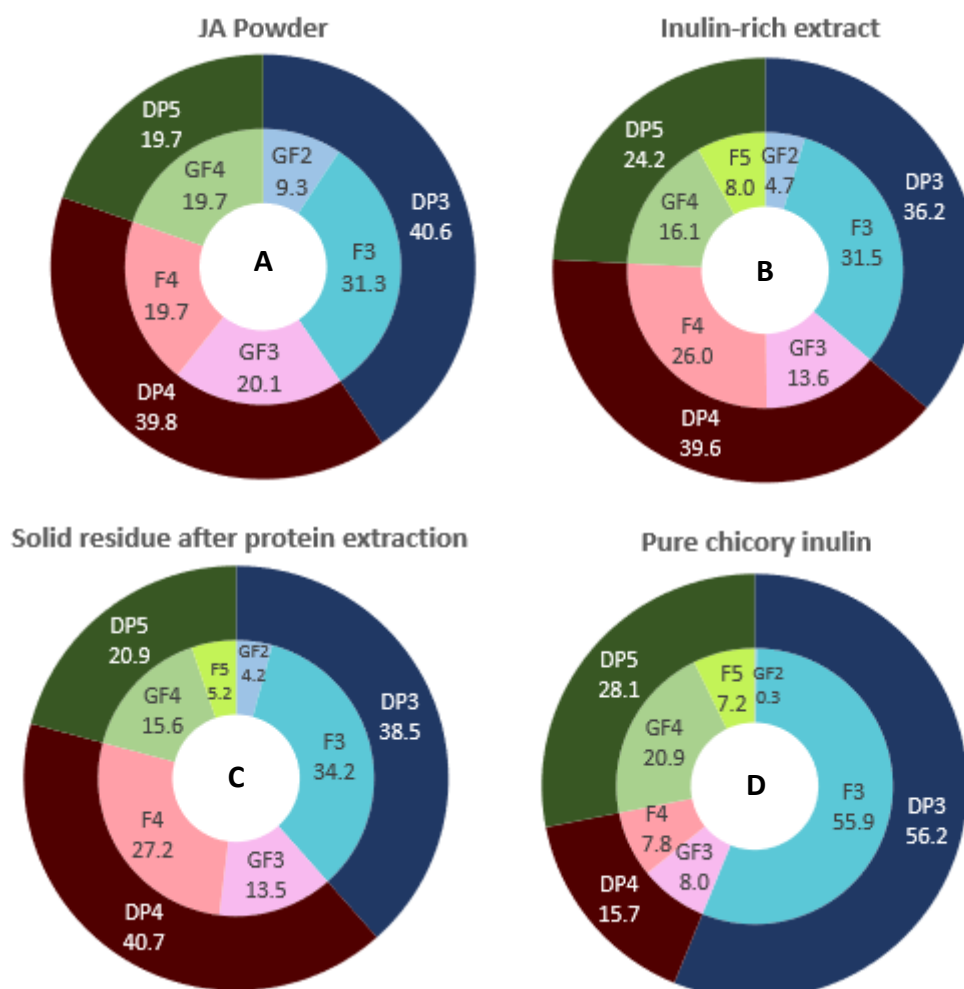 JA Powder
DP5
19.7
GF4
19.7
GF2
9.3
DP3
40.6
A
F3
31.3
F4
19.7
GF3
20.1
DP4
39.8
Inulin-rich extract
DP5
24.2
F5
8.0
GF2
4.7
DP3
36.2
GF4
16.1
F3
31.5
B
F4
26.0
GF3
13.6
DP4
39.6
Solid residue after protein extraction
DP5
20.9
F5
5.2
GF2
4.2
DP3
38.5
GF4
15.6
F3
34.2
C
F4
27.2
GF3
13.5
DP4
40.7
Pure chicory inulin
DP5
28.1
F5
7.2
GF2
0.3
GF4
20.9
D
F3
55.9
DP3
56.2
F4
7.8
GF3
8.0
DP4
15.7